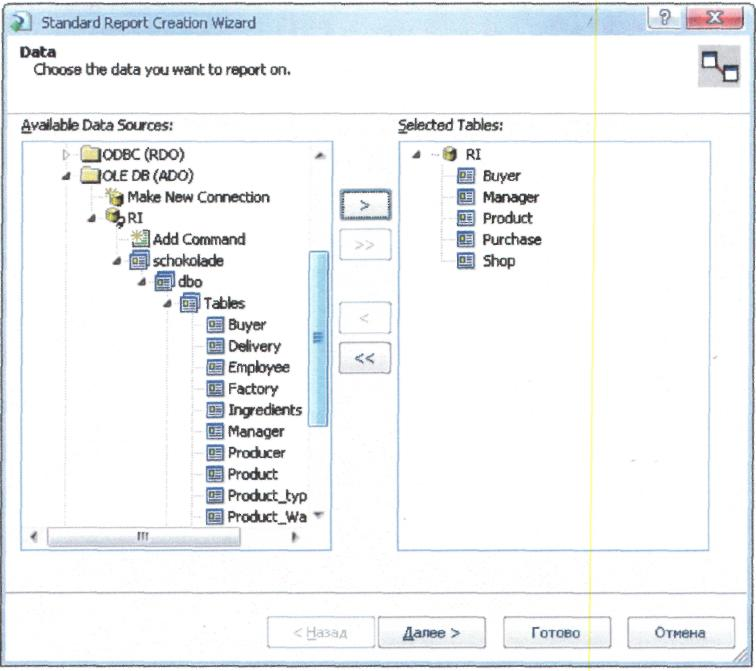 Standard Report Creation Wizard
Data
Choose the data you want to report on.
Available Data Sources:
ODBC (RDO)
OLE DB (ADO)
Make New Connection
RI
Add Command
schokolade
dbo
Tables
Buyer
Delivery
Employee
Factory
Ingredients
Manager
Producer
Product
Product_typ
Product_Wa
>
>>
<
<<
Selected Tables:
RI
Buyer
Manager
Product
Purchase
Shop
< Назад
Далее >
Готово
Отмена